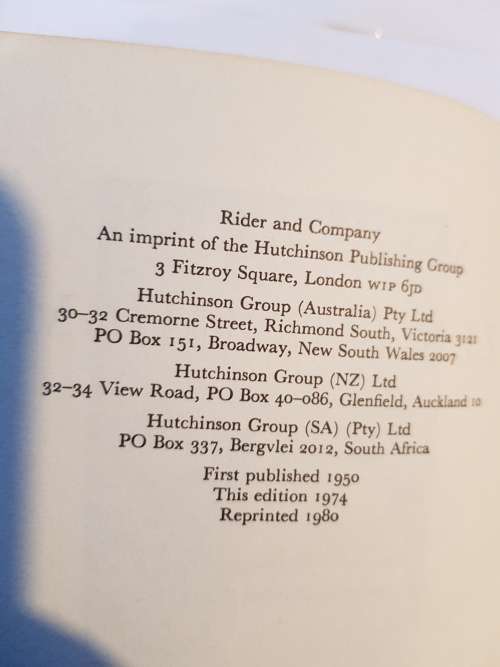 Rider and Company
An imprint of the Hutchinson Publishing Group
3 Fitzroy Square, London W1P 6JD
Hutchinson Group (Australia) Pty Ltd
30–32 Cremorne Street, Richmond South, Victoria 3121
PO Box 151, Broadway, New South Wales 2007
Hutchinson Group (NZ) Ltd
32–34 View Road, PO Box 40–086, Glenfield, Auckland 10
Hutchinson Group (SA) (Pty) Ltd
PO Box 337, Bergvlei 2012, South Africa
First published 1950
This edition 1974
Reprinted 1980